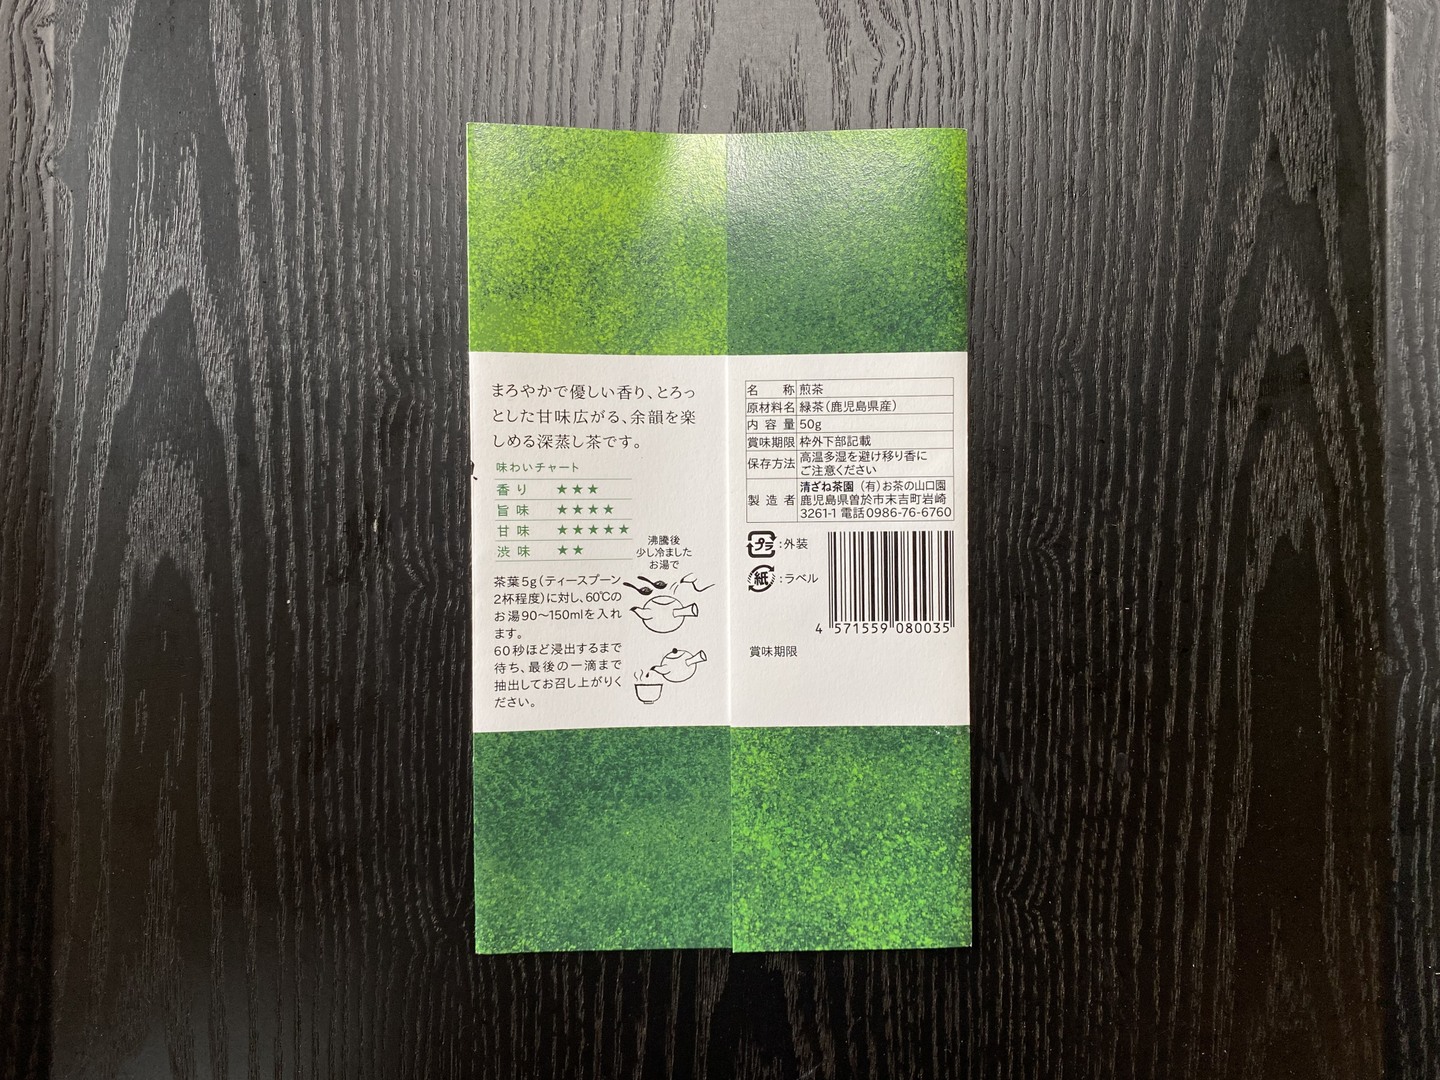 まろやかで優しい香り、とろっ
とした甘味広がる、余韻を楽
しめる深蒸し茶です。
味わいチャート
香り ★★★
旨味 ★★★★
甘味 ★★★★★
渋味 ★★
沸騰後
少し冷ました
お湯で
茶葉5g(ティースプーン
2杯程度)に対し、60℃の
お湯90〜150mlを入れ
ます。
60秒ほど浸出するまで
待ち、最後の一滴まで
抽出してお召し上がりく
ださい。
名称 煎茶
原材料名 緑茶(鹿児島県産)
内容量 50g
賞味期限 枠外下部記載
保存方法 高温多湿を避け移り香に
ご注意ください
製造者 清ざね茶園 (有)お茶の山口園
鹿児島県曽於市末吉町岩崎
3261-1 電話0986-76-6760
プラ :外装
紙 :ラベル
4 571559 080035
賞味期限